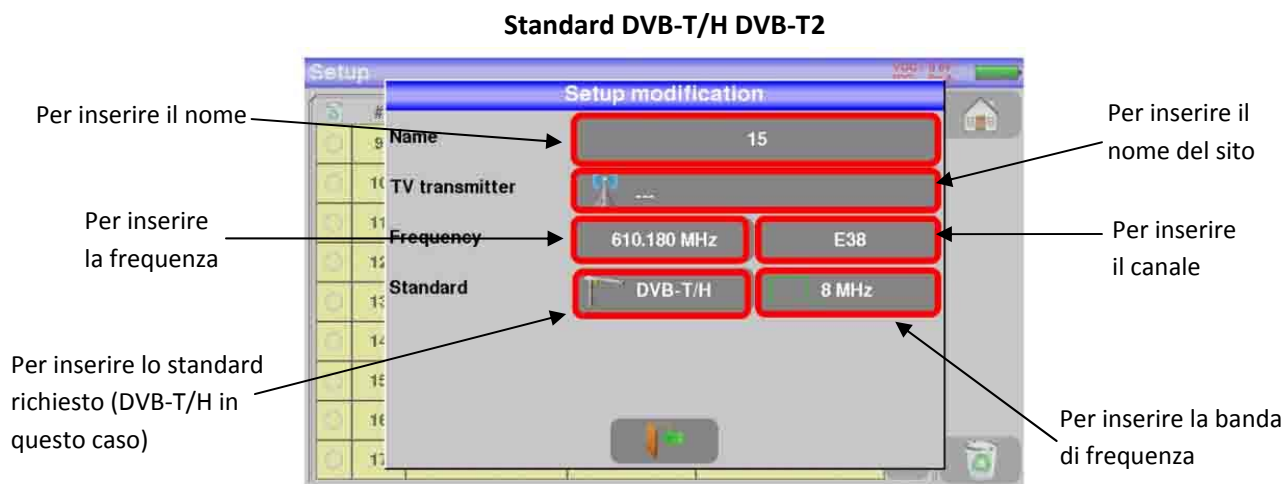 Standard DVB-T/H DVB-T2
Setup
Setup modification
#
Per inserire il nome
Name
15
Per inserire il
nome del sito
9
10
TV transmitter
---
Per inserire
la frequenza
11
Frequency
610.180 MHz
E38
Per inserire
il canale
12
13
Standard
DVB-T/H
8 MHz
14
Per inserire lo standard
richiesto (DVB-T/H in
questo caso)
15
16
17
Per inserire la banda
di frequenza